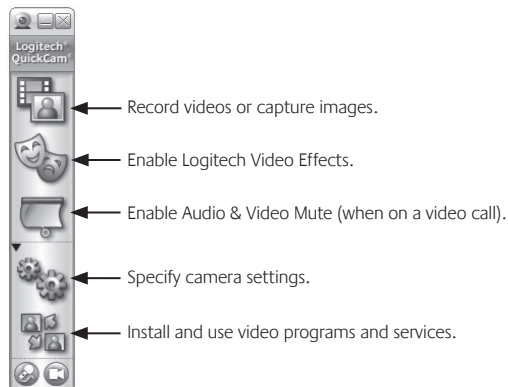 Logitech®
QuickCam®
Record videos or capture images.
Enable Logitech Video Effects.
Enable Audio & Video Mute (when on a video call).
Specify camera settings.
Install and use video programs and services.